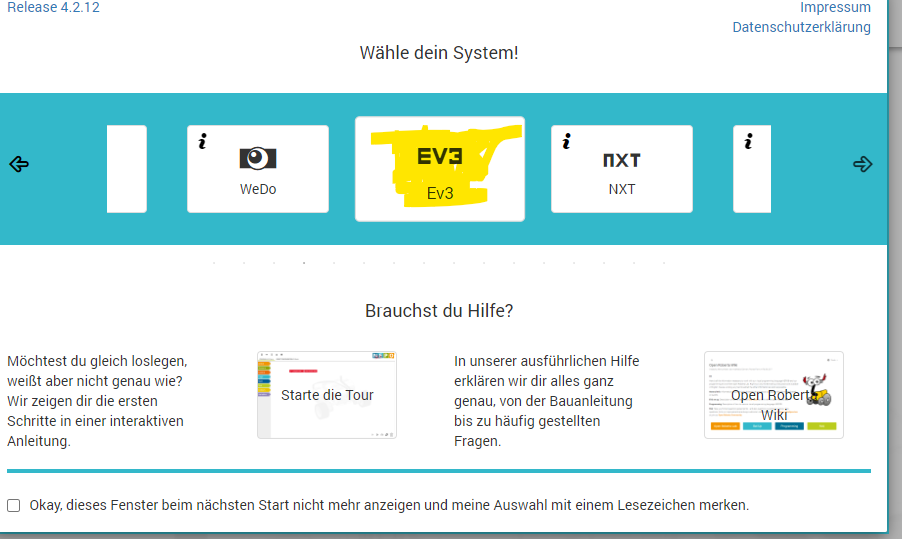 Release 4.2.12
Impressum
Datenschutzerklärung
Wähle dein System!
WeDo
EV3
Ev3
NXT
NXT
Brauchst du Hilfe?
Möchtest du gleich loslegen,
weißt aber nicht genau wie?
Wir zeigen dir die ersten
Schritte in einer interaktiven
Anleitung.
Starte die Tour
In unserer ausführlichen Hilfe
erklären wir dir alles ganz
genau, von der Bauanleitung
bis zu häufig gestellten
Fragen.
Open Roberta
Wiki
Okay, dieses Fenster beim nächsten Start nicht mehr anzeigen und meine Auswahl mit einem Lesezeichen merken.